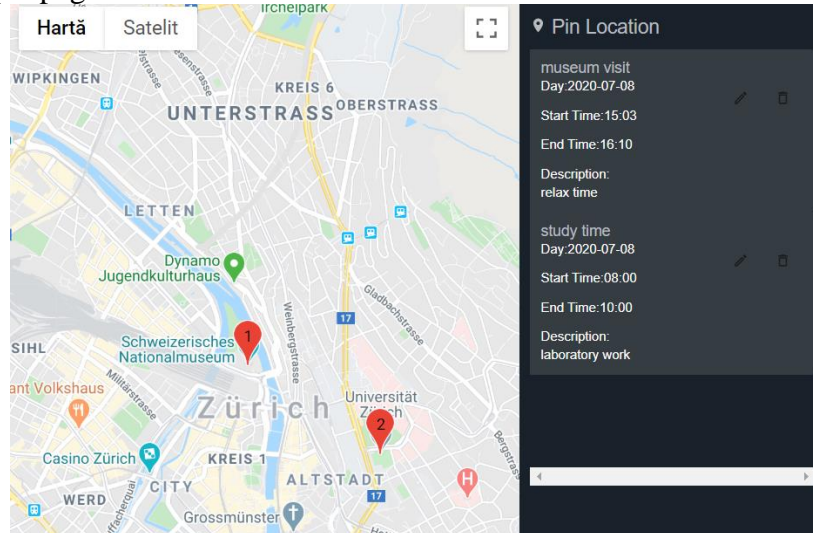 Hartă
Satelit
Irchelpark
WIPKINGEN
KREIS 6
UNTERSTRASS
OBERSTRASS
LETTEN
Dynamo
Jugendkulturhaus
Weinbergstrasse
Gladbachstrasse
17
1
Schweizerisches
Nationalmuseum
SIHL
ant Volkshaus
Militärstrasse
Zürich
Universität
Zürich
2
Casino Zürich
KREIS 1
Bergstrass
H
CITY
ALTSTADT
17
WERD
Grossmünster
Pin Location
museum visit
Day:2020-07-08
Start Time:15:03
End Time:16:10
Description:
relax time
study time
Day:2020-07-08
Start Time:08:00
End Time:10:00
Description:
laboratory work